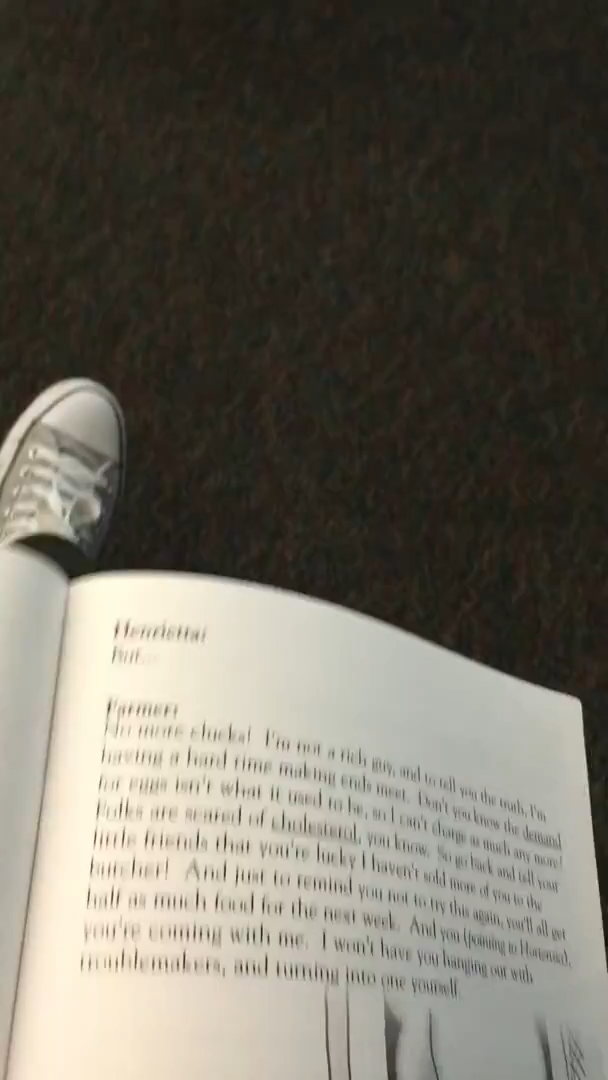 Henrietta:
But...
Farmer:
No more clucks! I'm not a rich guy, and to tell you the truth, I'm
having a hard time making ends meet. Don't you know the demand
for eggs isn't what it used to be, so I can't charge as much any more?
Folks are scared of cholesterol, you know. So go back and tell your
little friends that you're lucky I haven't sold more of you to the
butcher! And just to remind you not to try this again, you'll all get
half as much food for the next week. And you (pointing to Hortense),
you're coming with me. I won't have you hanging out with
troublemakers, and turning into one yourself.